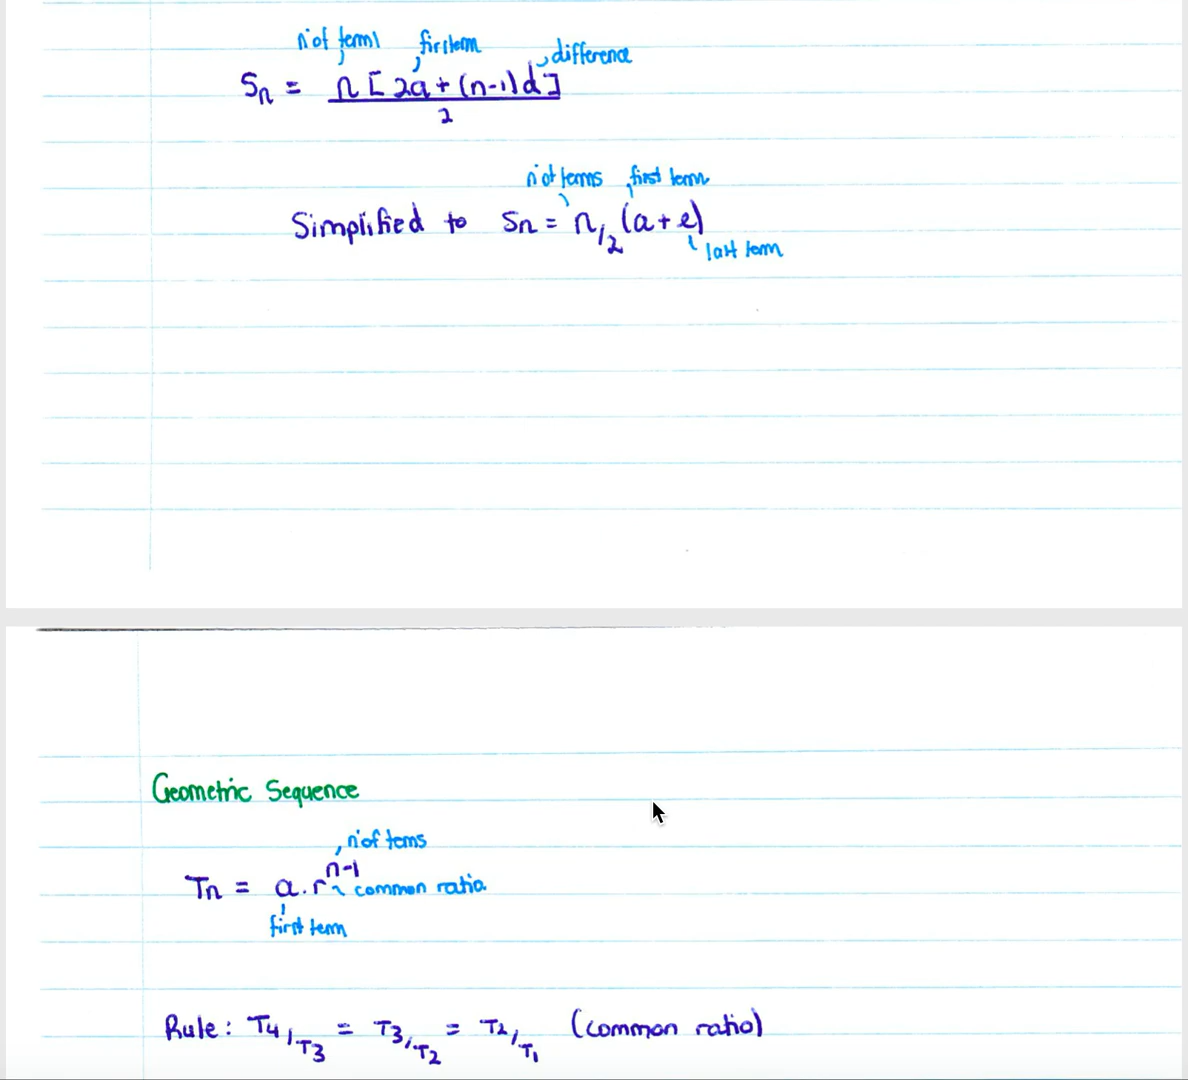 n° of terms first term difference
Sn = n [2a + (n-1)d]
2
n° of terms first term
Simplified to Sn = n/2 (a + l)
last term
Geometric Sequence
n° of terms
Tn = a.r^n-1 common ratio
first term
Rule: T4/T3 = T3/T2 = T2/T1 (common ratio)